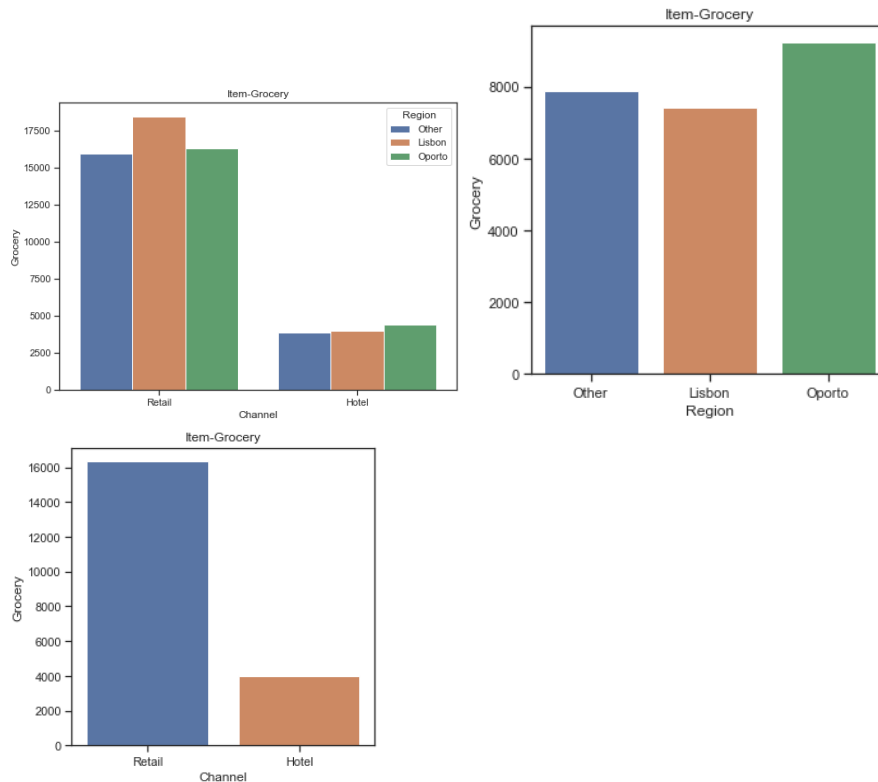 Item-Grocery
17500
15000
12500
10000
7500
5000
2500
0
Grocery
Region
Other
Lisbon
Oporto
Retail Hotel
Channel
Item-Grocery
8000
6000
4000
2000
0
Grocery
Other Lisbon Oporto
Region
Item-Grocery
16000
14000
12000
10000
8000
6000
4000
2000
0
Grocery
Retail Hotel
Channel